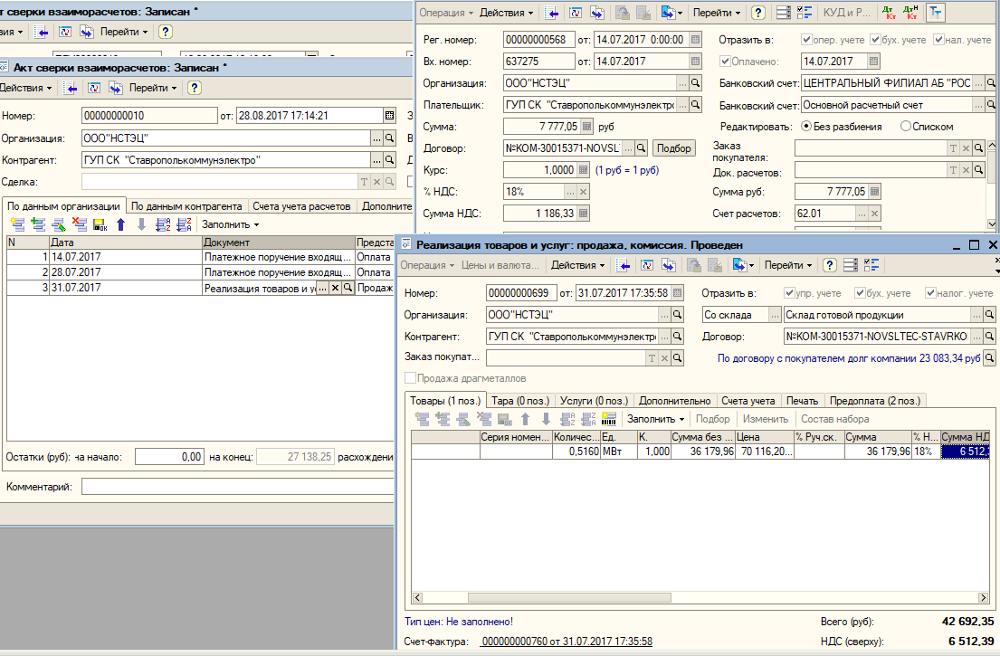 т сверки взаиморасчетов: Записан *
вия
Перейти
Акт сверки взаиморасчетов: Записан *
Действия
Перейти
Номер:
00000000010
от:
28.08.2017 17:14:21
Организация:
ООО"НСТЭЦ"
Контрагент:
ГУП СК "Ставрополькоммунэлектро"
Сделка:
По данным организации
По данным контрагента
Счета учета расчетов
Дополните
Заполнить
N
Дата
Документ
Предста
1
14.07.2017
Платежное поручение входящ...
Оплата
2
28.07.2017
Платежное поручение входящ...
Оплата
3
31.07.2017
Реализация товаров и ус
Продаж
Остатки (руб): на начало:
0,00
на конец:
27 138,25
расхождени
Комментарий:
Операция
Действия
Перейти
КУД и Р...
Рег. номер:
00000000568
от:
14.07.2017 0:00:00
Отразить в:
опер. учете
бух. учете
нал. учете
Вх. номер:
637275
от:
14.07.2017
Оплачено:
14.07.2017
Организация:
ООО"НСТЭЦ"
Банковский счет:
ЦЕНТРАЛЬНЫЙ ФИЛИАЛ АБ "РОС
Плательщик:
ГУП СК "Ставрополькоммунэлектро
Банковский счет:
Основной расчетный счет
Сумма:
7 777,05
руб
Редактировать:
Без разбиения
Списком
Договор:
№КОМ-30015371-NOVSL
Подбор
Заказ покупателя:
Курс:
1,0000
(1 руб = 1 руб)
Док. расчетов:
% НДС:
18%
Сумма руб:
7 777,05
Сумма НДС:
1 186,33
Счет расчетов:
62.01
Реализация товаров и услуг: продажа, комиссия. Проведен
Операция
Цены и валюта...
Действия
Перейти
Номер:
00000000699
от:
31.07.2017 17:35:58
Отразить в:
упр. учете
бух. учете
налог. учете
Организация:
ООО"НСТЭЦ"
Со склада
Склад готовой продукции
Контрагент:
ГУП СК "Ставрополькоммунэлектр
Договор:
№КОМ-30015371-NOVSLTEC-STAVRKO
Заказ покупат...
По договору с покупателем долг компании 23 083,34 руб
Продажа драгметаллов
Товары (1 поз.)
Тара (0 поз.)
Услуги (0 поз.)
Дополнительно
Счета учета
Печать
Предоплата (2 поз.)
Заполнить
Подбор
Изменить
Состав набора
Серия номен...
Количес...
Ед.
К.
Сумма без ...
Цена
% Руч.ск.
Сумма
% Н...
Сумма НД
0,5160
МВт
1,000
36 179,96
70 116,20...
36 179,96
18%
6 512,3
Тип цен: Не заполнено!
Всего (руб):
42 692,35
Счет-фактура:
000000000760 от 31.07.2017 17:35:58
НДС (сверху):
6 512,39